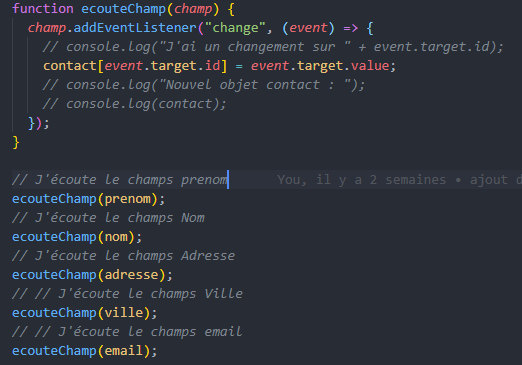 function ecouteChamp(champ) {
champ.addEventListener("change", (event) => {
// console.log("J'ai un changement sur " + event.target.id);
contact[event.target.id] = event.target.value;
// console.log("Nouvel objet contact : ");
// console.log(contact);
});
}
// J'écoute le champs prenom You, il y a 2 semaines • ajout d
ecouteChamp(prenom);
// J'écoute le champs Nom
ecouteChamp(nom);
// J'écoute le champs Adresse
ecouteChamp(adresse);
// // J'écoute le champs Ville
ecouteChamp(ville);
// // J'écoute le champs email
ecouteChamp(email);